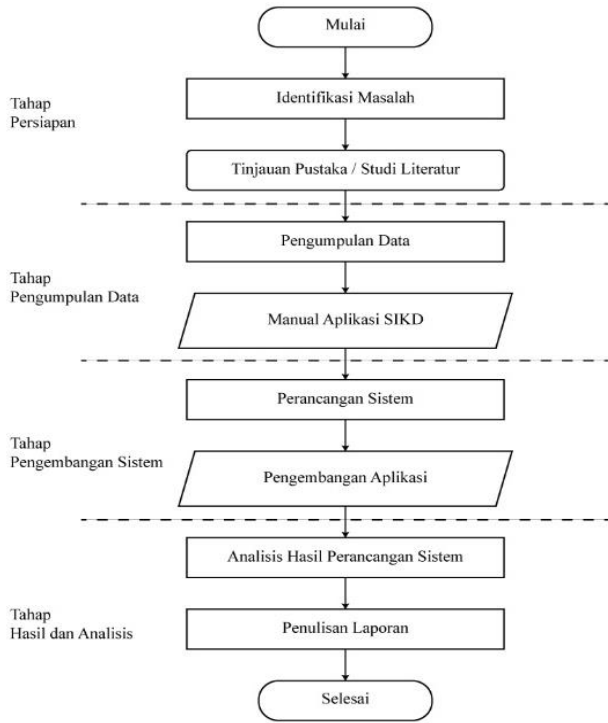 Mulai
Tahap
Persiapan
Identifikasi Masalah
Tinjauan Pustaka / Studi Literatur
Tahap
Pengumpulan Data
Pengumpulan Data
Manual Aplikasi SIKD
Tahap
Pengembangan Sistem
Perancangan Sistem
Pengembangan Aplikasi
Tahap
Hasil dan Analisis
Analisis Hasil Perancangan Sistem
Penulisan Laporan
Selesai